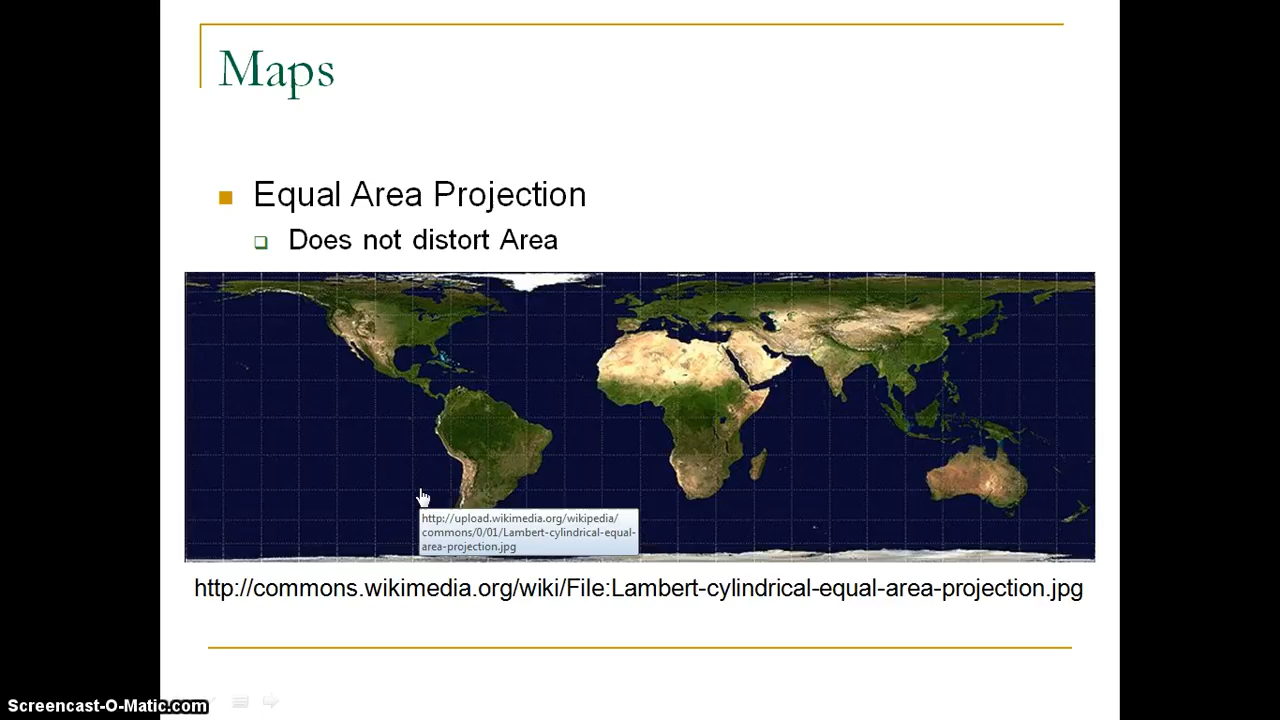 Maps
Equal Area Projection
Does not distort Area
http://upload.wikimedia.org/wikipedia/
commons/0/01/Lambert-cylindrical-equal-
area-projection.jpg
http://commons.wikimedia.org/wiki/File:Lambert-cylindrical-equal-area-projection.jpg
Screencast-O-Matic.com